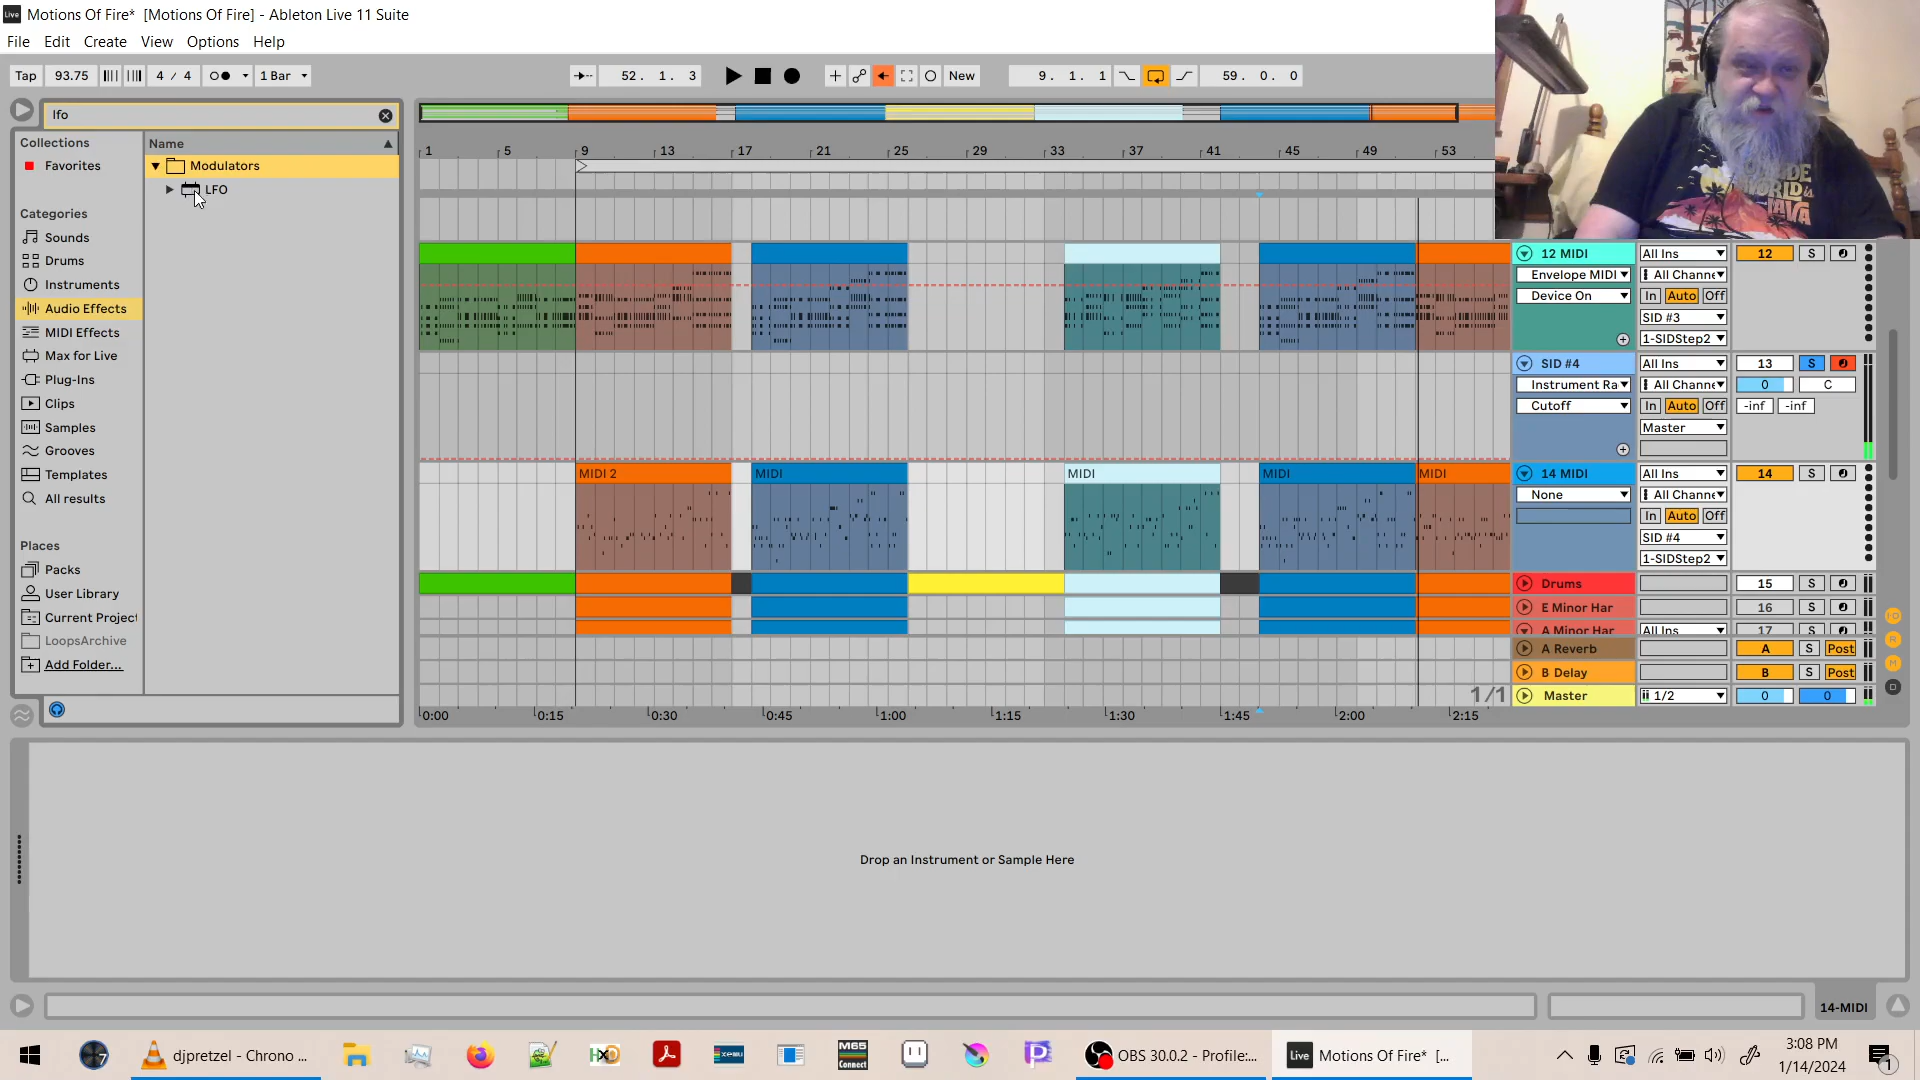 Motions Of Fire* [Motions Of Fire] - Ableton Live 11 Suite
File Edit Create View Options Help
Tap 93.75 4 / 4 1 Bar 52. 1. 3 New 9. 1. 1 59. 0. 0
lfo
Collections
Favorites
Categories
Sounds
Drums
Instruments
Audio Effects
MIDI Effects
Max for Live
Plug-Ins
Clips
Samples
Grooves
Templates
All results
Places
Packs
User Library
Current Project
LoopsArchive
Add Folder...
Name
Modulators
LFO
1 5 9 13 17 21 25 29 33 37 41 45 49 53
MIDI 2 MIDI MIDI MIDI MIDI
1/1
0:00 0:15 0:30 0:45 1:00 1:15 1:30 1:45 2:00 2:15
WORLD is
JAVA
12 MIDI All Ins 12 S
Envelope MIDI All Channe
Device On In Auto Off
SID #3
1-SIDStep2
SID #4 All Ins 13 S
Instrument Ra All Channe 0 C
Cutoff In Auto Off -inf -inf
Master
14 MIDI All Ins 14 S
None All Channe
In Auto Off
SID #4
1-SIDStep2
Drums 15 S
E Minor Har 16 S
A Minor Har All Ins 17 S
A Reverb A S Post
B Delay B S Post
Master 1/2 0 0
Drop an Instrument or Sample Here
14-MIDI
7 djpretzel - Chrono ... M65 Connect OBS 30.0.2 - Profile:... Live Motions Of Fire* [...
3:08 PM
1/14/2024
1